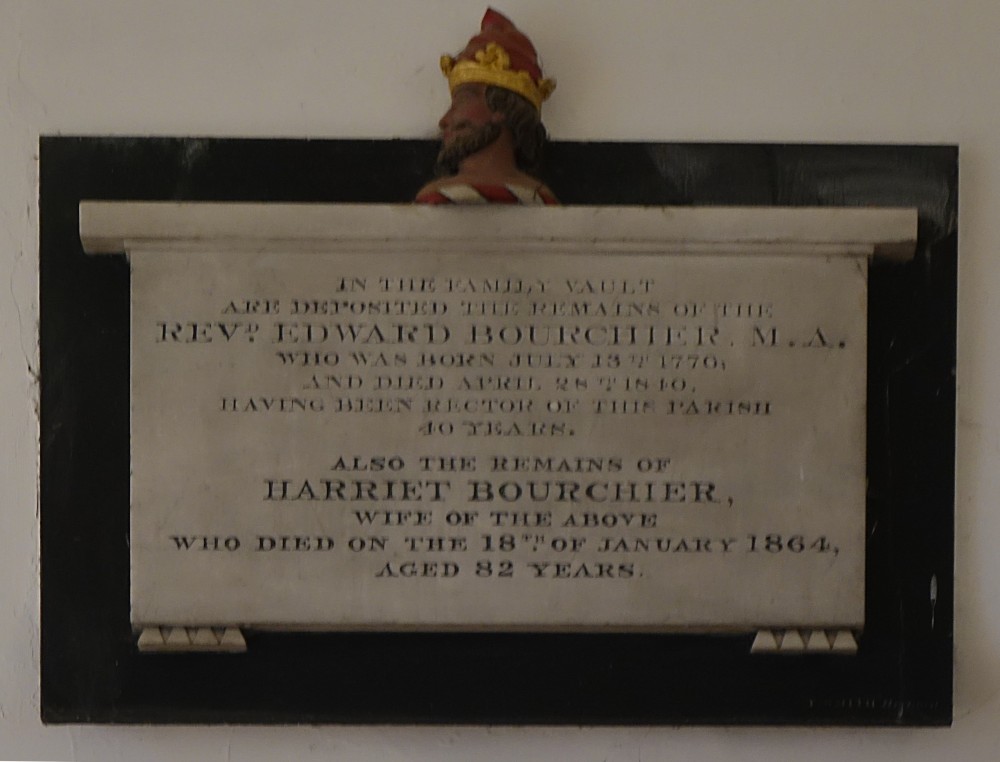 IN THE FAMILY VAULT
ARE DEPOSITED THE REMAINS OF THE
REVD. EDWARD BOURCHIER. M.A.
WHO WAS BORN JULY 13TH 1770,
AND DIED APRIL 28TH 1840,
HAVING BEEN RECTOR OF THIS PARISH
40 YEARS.
ALSO THE REMAINS OF
HARRIET BOURCHIER,
WIFE OF THE ABOVE
WHO DIED ON THE 18TH. OF JANUARY 1864,
AGED 82 YEARS.